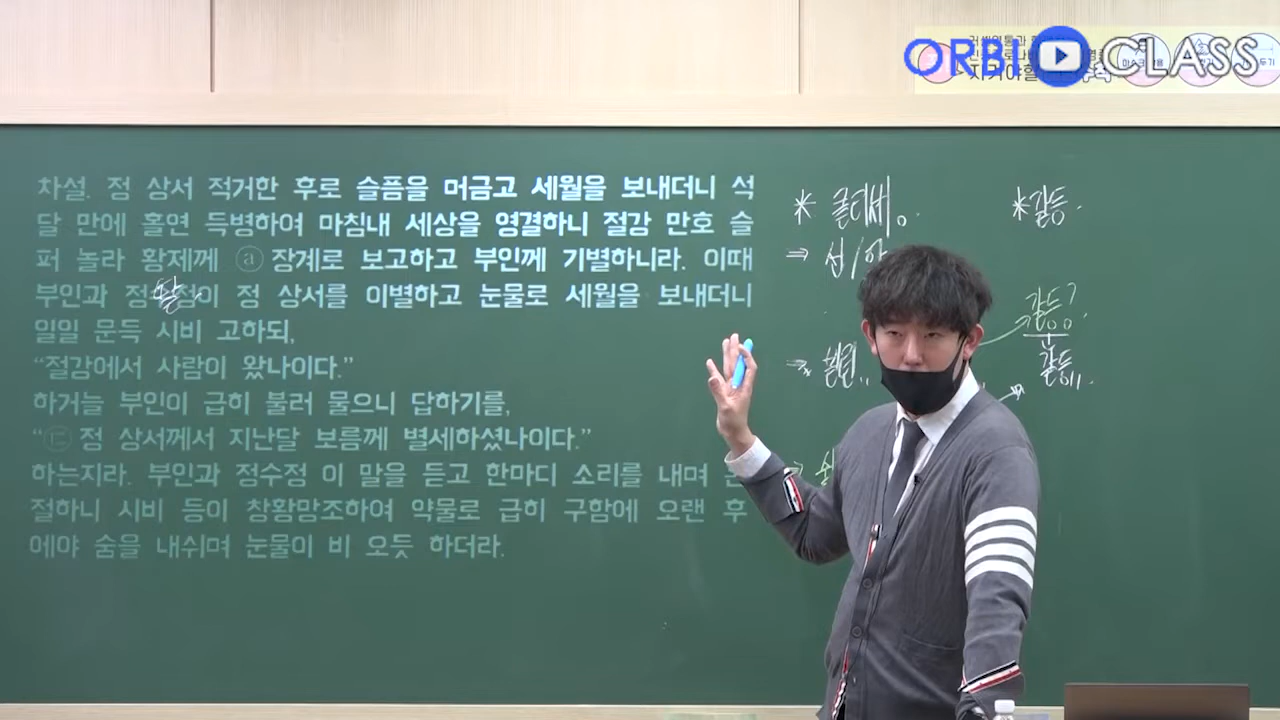 ORBI CLASS
차설. 정 상서 적거한 후로 슬픔을 머금고 세월을 보내더니 석
달 만에 홀연 득병하여 마침내 세상을 영결하니 절강 만호 슬
퍼 놀라 황제께 ⓐ 장계로 보고하고 부인께 기별하니라. 이때
부인과 정수정이 정 상서를 이별하고 눈물로 세월을 보내더니
딸
일일 문득 시비 고하되,
“절강에서 사람이 왔나이다.”
하거늘 부인이 급히 불러 물으니 답하기를,
“㉢ 정 상서께서 지난달 보름께 별세하셨나이다.”
하는지라. 부인과 정수정 이 말을 듣고 한마디 소리를 내며
절하니 시비 등이 창황망조하여 약물로 급히 구함에 오랜 후
에야 숨을 내쉬며 눈물이 비 오듯 하더라.
* 클티쎄。
⇒ 선/악
* 갈등.
갈등?
갈등